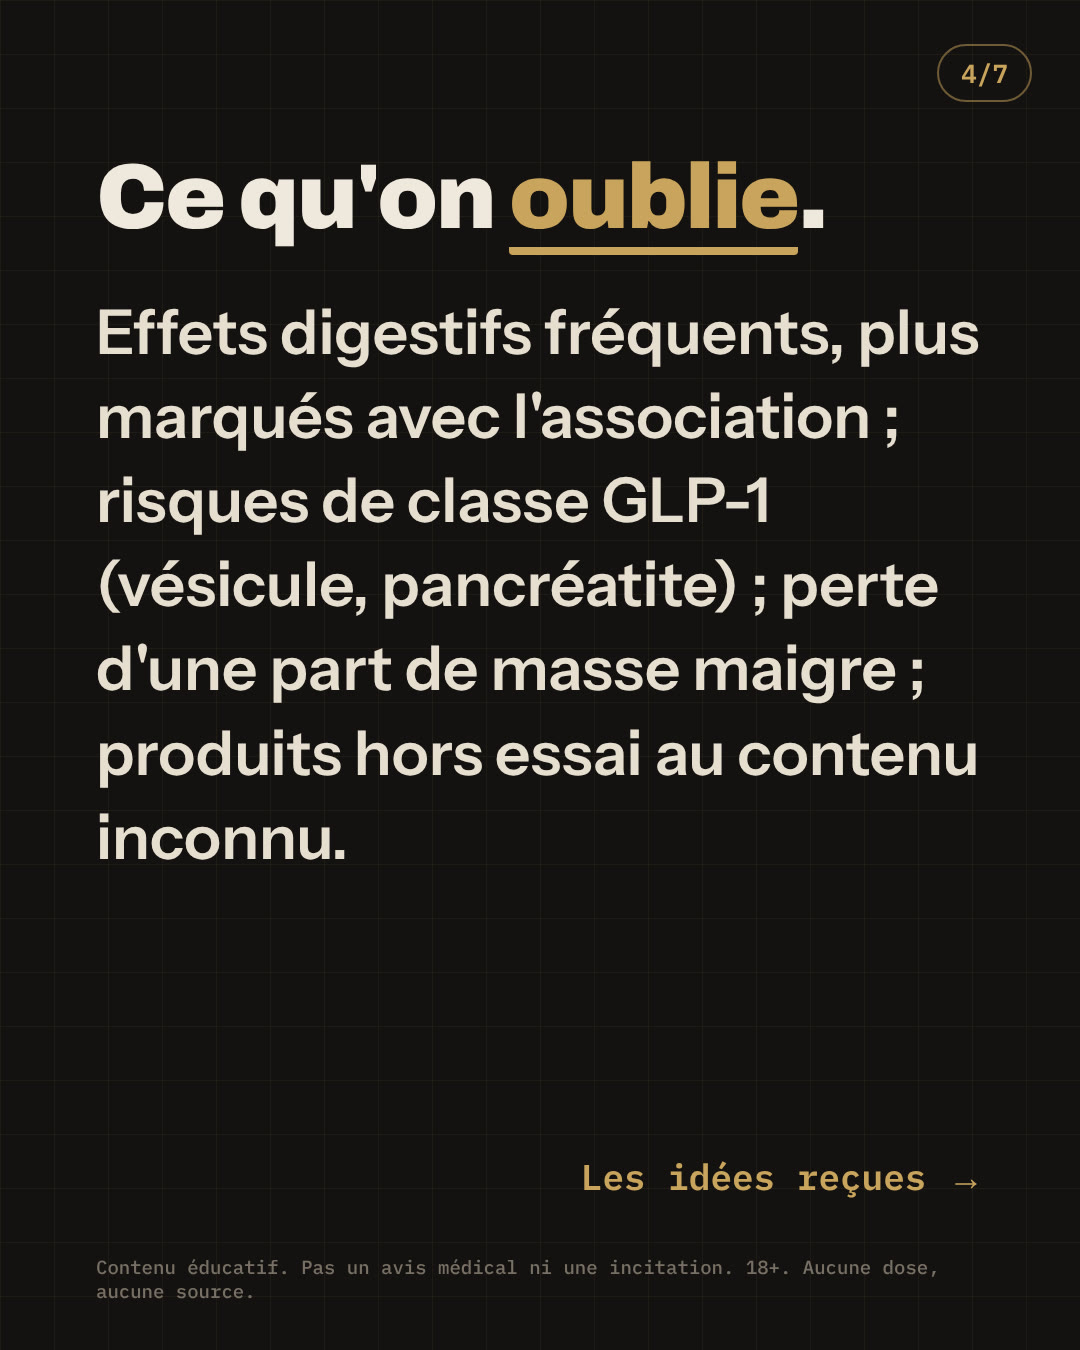 4/7
Ce qu'on oublie.
Effets digestifs fréquents, plus
marqués avec l'association ;
risques de classe GLP-1
(vésicule, pancréatite) ; perte
d'une part de masse maigre ;
produits hors essai au contenu
inconnu.
Les idées reçues →
Contenu éducatif. Pas un avis médical ni une incitation. 18+. Aucune dose,
aucune source.